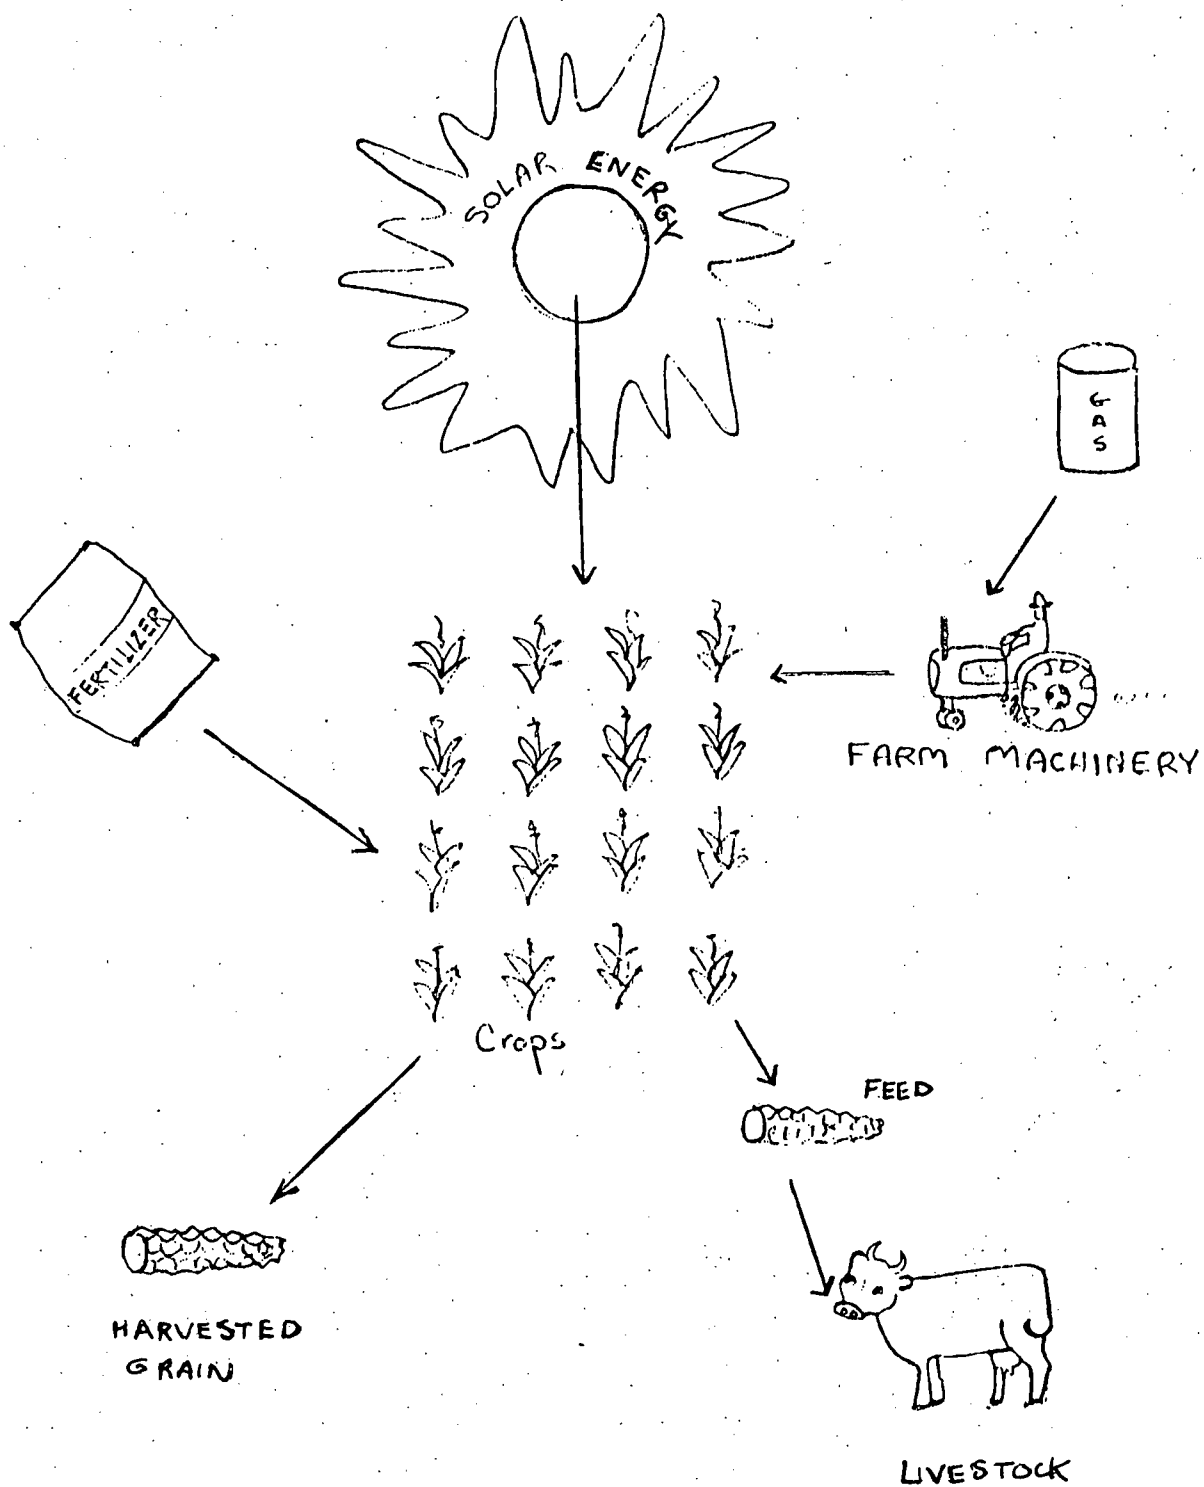 SOLAR ENERGY
GAS
FERTILIZER
FARM MACHINERY
Crops
FEED
HARVESTED
GRAIN
LIVESTOCK